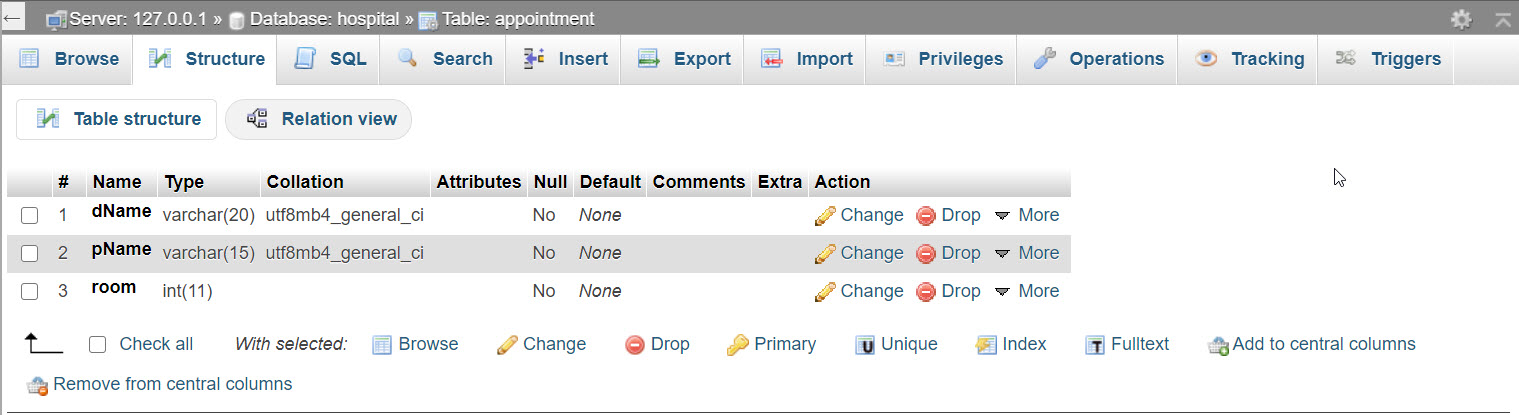 Server: 127.0.0.1 » Database: hospital » Table: appointment
Browse Structure SQL Search Insert Export Import Privileges Operations Tracking Triggers
Table structure Relation view
# Name Type Collation Attributes Null Default Comments Extra Action
1 dName varchar(20) utf8mb4_general_ci No None Change Drop More
2 pName varchar(15) utf8mb4_general_ci No None Change Drop More
3 room int(11) No None Change Drop More
Check all With selected: Browse Change Drop Primary Unique Index Fulltext Add to central columns
Remove from central columns